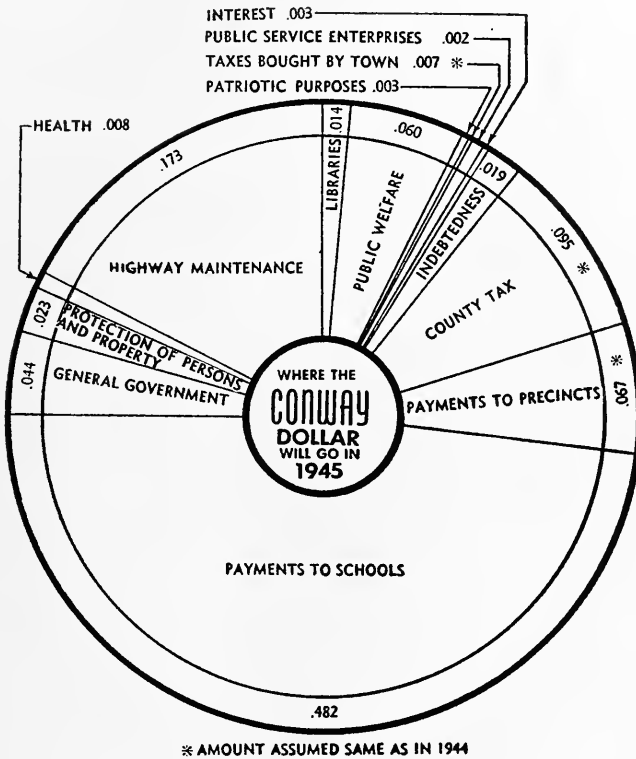 INTEREST .003
PUBLIC SERVICE ENTERPRISES .002
TAXES BOUGHT BY TOWN .007 *
PATRIOTIC PURPOSES .003
HEALTH .008
.173
HIGHWAY MAINTENANCE
LIBRARIES .014
.060
PUBLIC WELFARE
.019
INDEBTEDNESS
.095 *
COUNTY TAX
* .067
PAYMENTS TO PRECINCTS
.023
PROTECTION OF PERSONS
AND PROPERTY
.044
GENERAL GOVERNMENT
WHERE THE
CONWAY
DOLLAR
WILL GO IN
1945
PAYMENTS TO SCHOOLS
.482
* AMOUNT ASSUMED SAME AS IN 1944